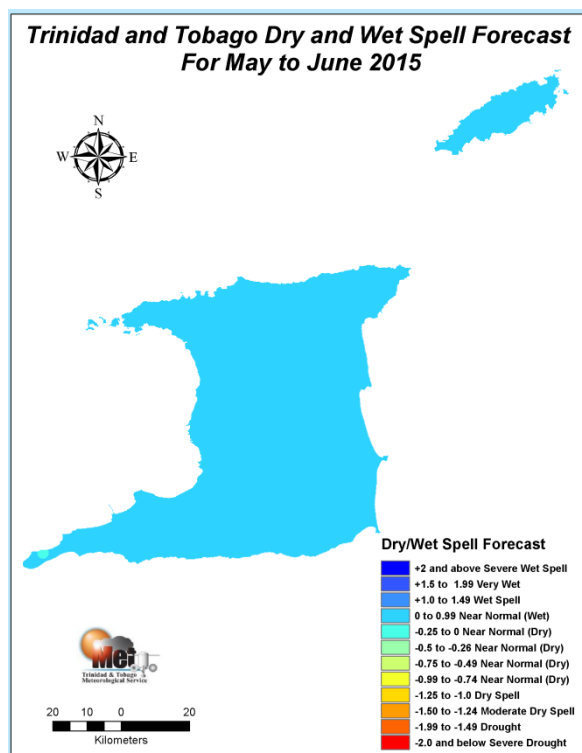 Trinidad and Tobago Dry and Wet Spell Forecast
For May to June 2015
N
W E
S
Dry/Wet Spell Forecast
+2 and above Severe Wet Spell
+1.5 to 1.99 Very Wet
+1.0 to 1.49 Wet Spell
0 to 0.99 Near Normal (Wet)
-0.25 to 0 Near Normal (Dry)
-0.5 to -0.26 Near Normal (Dry)
-0.75 to -0.49 Near Normal (Dry)
-0.99 to -0.74 Near Normal (Dry)
-1.25 to -1.0 Dry Spell
-1.50 to -1.24 Moderate Dry Spell
-1.99 to -1.49 Drought
-2.0 and below Severe Drought
Met
Trinidad & Tobago
Meteorological Service
20 10 0 20
Kilometers